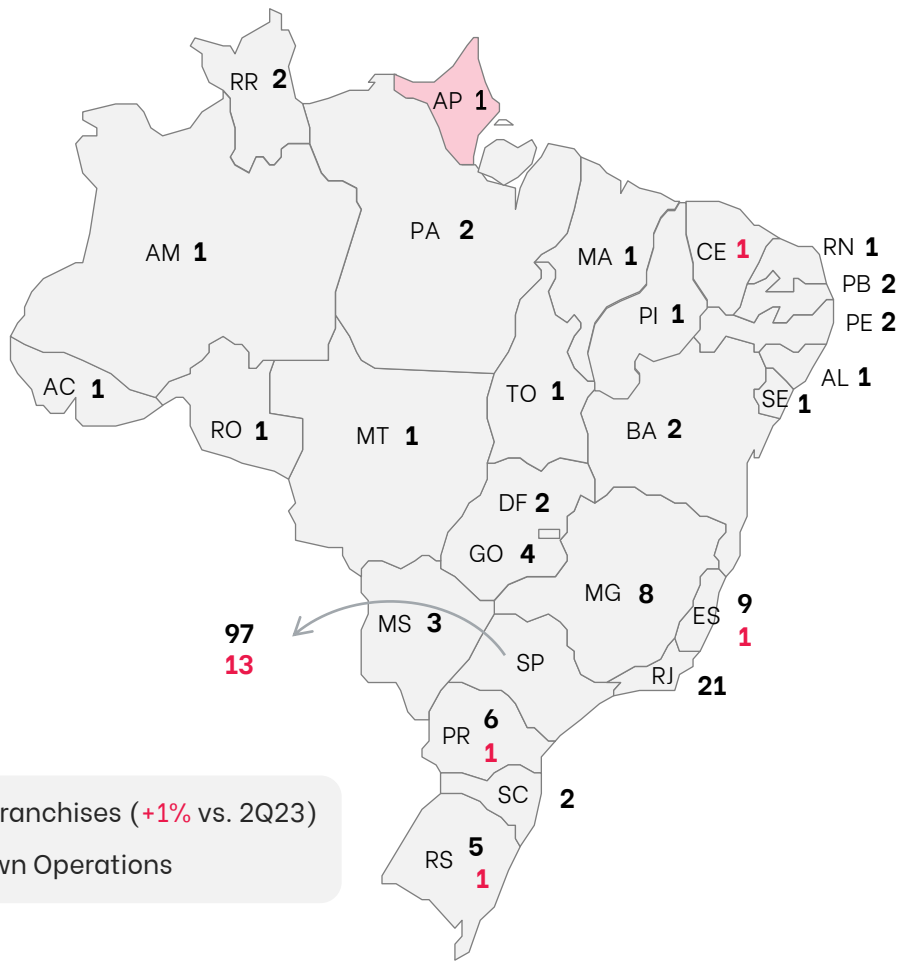 RR 2
AP 1
AM 1
PA 2
MA 1
CE 1
RN 1
PB 2
PI 1
PE 2
AC 1
TO 1
AL 1
SE 1
RO 1
MT 1
BA 2
DF 2
GO 4
MG 8
ES 9
1
MS 3
97
13
SP
RJ 21
PR 6
1
SC 2
ranchises (+1% vs. 2Q23)
RS 5
1
wn Operations